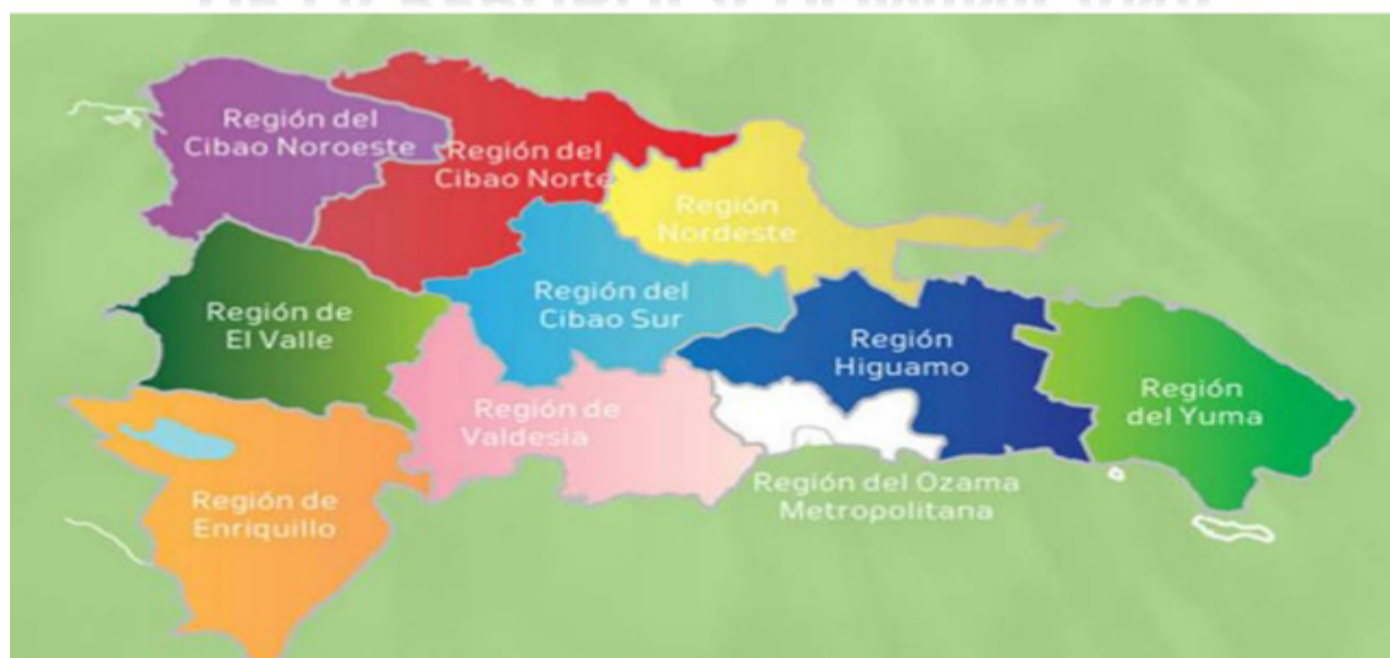 Región del
Cibao Noroeste
Región del
Cibao Norte
Región
Nordeste
Región del
Cibao Sur
Región de
El Valle
Región
Higuamo
Región
del Yuma
Región de
Valdesia
Región del Ozama
Metropolitana
Región de
Enriquillo